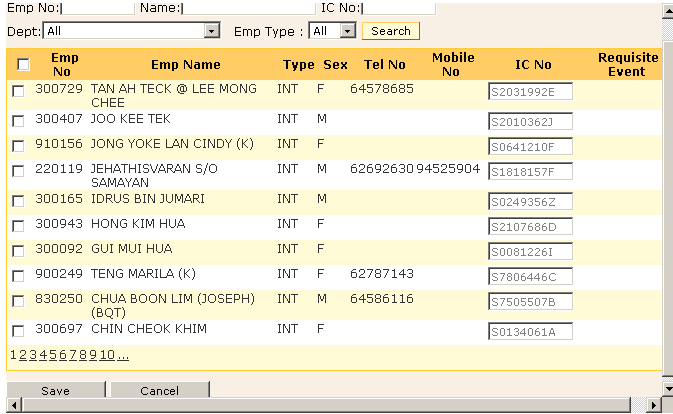 Emp No: Name: IC No:
Dept: All Emp Type : All Search
Emp No Emp Name Type Sex Tel No Mobile No IC No Requisite Event
300729 TAN AH TECK @ LEE MONG CHEE INT F 64578685 S2031992E
300407 JOO KEE TEK INT M S2010362J
910156 JONG YOKE LAN CINDY (K) INT F S0641210F
220119 JEHATHISVARAN S/O SAMAYAN INT M 62692630 94525904 S1818157F
300165 IDRUS BIN JUMARI INT M S0249356Z
300943 HONG KIM HUA INT F S2107686D
300092 GUI MUI HUA INT F S0081226I
900249 TENG MARILA (K) INT F 62787143 S7806446C
830250 CHUA BOON LIM (JOSEPH) (BQT) INT M 64586116 S7505507B
300697 CHIN CHEOK KHIM INT F S0134061A
1 2 3 4 5 6 7 8 9 10 ...
Save Cancel